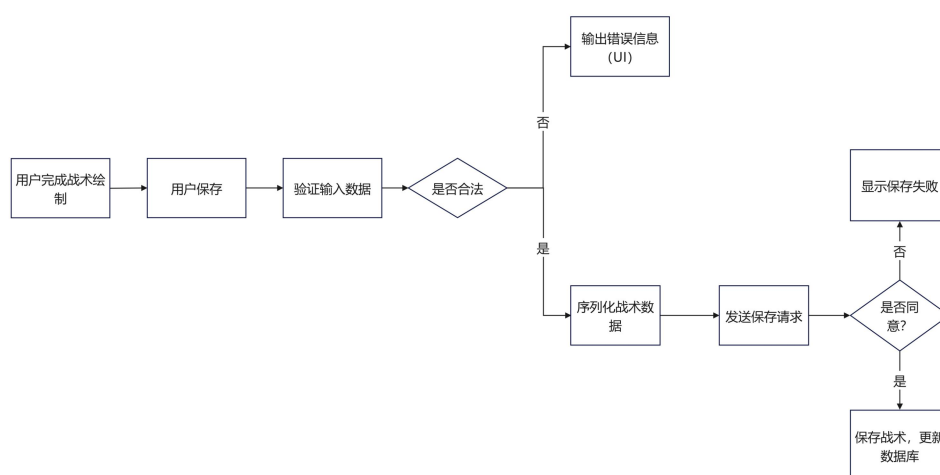 输出错误信息
（UI）
否
用户完成战术绘
制
用户保存
验证输入数据
是否合法
是
序列化战术数
据
发送保存请求
显示保存失败
否
是否同
意?
是
保存战术，更新
数据库